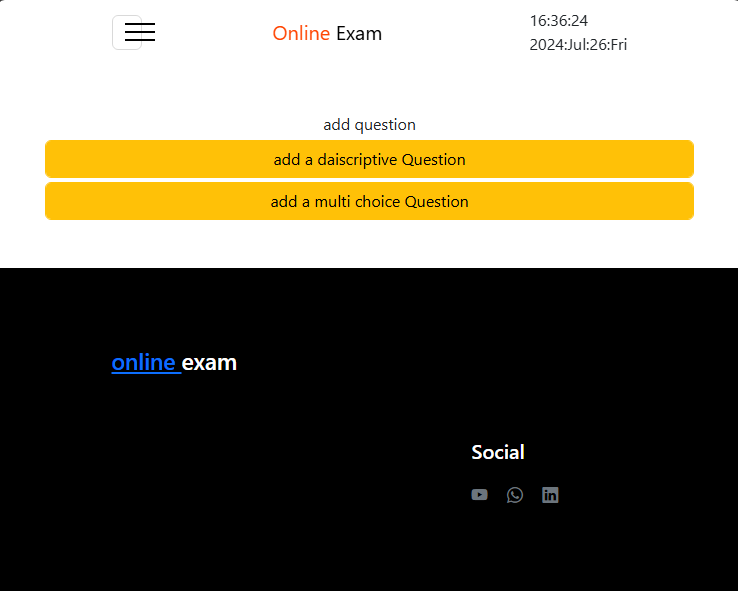 Online Exam
16:36:24
2024:Jul:26:Fri
add question
add a daiscriptive Question
add a multi choice Question
online exam
Social